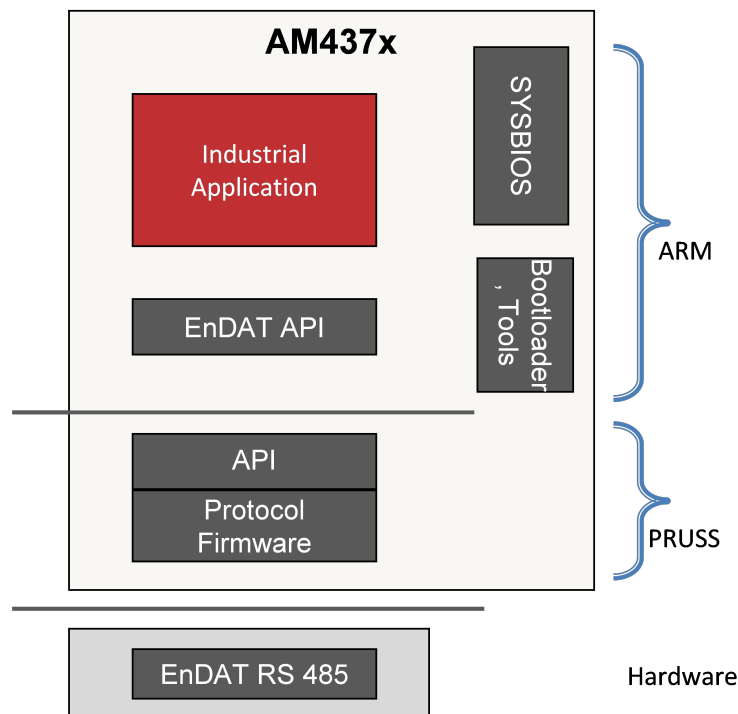 AM437x
SYSBIOS
Industrial
Application
ARM
Bootloader
, Tools
EnDAT API
API
Protocol
Firmware
PRUSS
EnDAT RS 485
Hardware